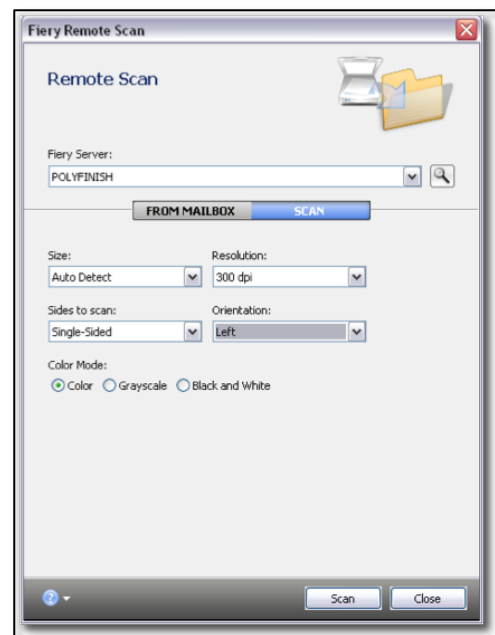 Fiery Remote Scan
Remote Scan
Fiery Server:
POLYFINISH
FROM MAILBOX SCAN
Size: Resolution:
Auto Detect 300 dpi
Sides to scan: Orientation:
Single-Sided Left
Color Mode:
Color Grayscale Black and White
? Scan Close